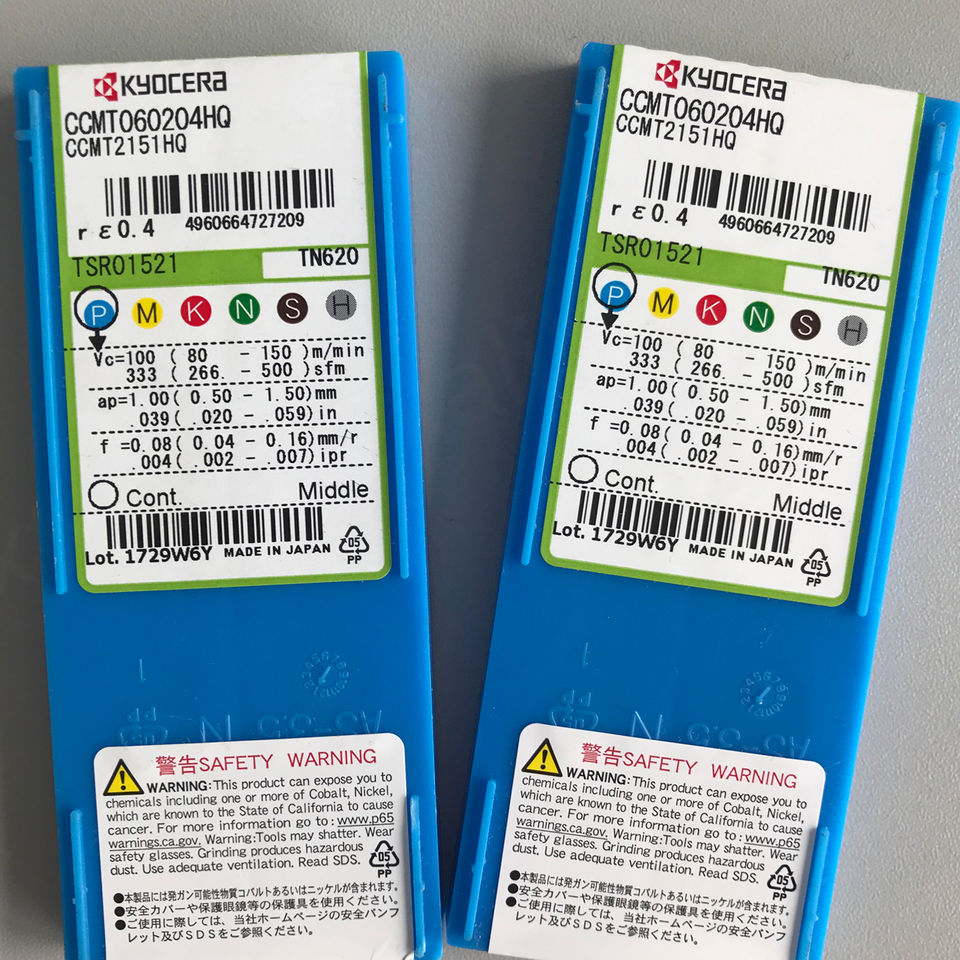 KYOCERA
CCMT060204HQ
CCMT2151HQ
rε0.4 4960664727209
TSR01521 TN620
P M K N S H
Vc=100 ( 80 - 150 )m/min
333 ( 266. - 500 )sfm
ap=1.00( 0.50 - 1.50)mm
.039( .020 - .059)in
f =0.08( 0.04 - 0.16)mm/r
.004( .002 - .007)ipr
Cont. Middle
Lot. 1729W6Y MADE IN JAPAN
05
PP
警告SAFETY WARNING
WARNING:This product can expose you to
chemicals including one or more of Cobalt, Nickel,
which are known to the State of California to cause
cancer. For more information go to: www.p65
warnings.ca.gov. Warning:Tools may shatter. Wear
safety glasses. Grinding produces hazardous
dust. Use adequate ventilation. Read SDS.
05
PP
●本製品には発ガン可能性物質コバルトあるいはニッケルが含まれます。
●安全カバーや保護眼鏡等の保護具を使用ください。
●ご使用に際しては、当社ホームページの安全パンフ
レット及びSDSをご参照ください。
KYOCERA
CCMT060204HQ
CCMT2151HQ
rε0.4 4960664727209
TSR01521 TN620
P M K N S H
Vc=100 ( 80 - 150 )m/min
333 ( 266. - 500 )sfm
ap=1.00( 0.50 - 1.50)mm
.039( .020 - .059)in
f =0.08( 0.04 - 0.16)mm/r
.004( .002 - .007)ipr
Cont. Middle
Lot. 1729W6Y MADE IN JAPAN
05
PP
警告SAFETY WARNING
WARNING:This product can expose you to
chemicals including one or more of Cobalt, Nickel,
which are known to the State of California to cause
cancer. For more information go to: www.p65
warnings.ca.gov. Warning:Tools may shatter. Wear
safety glasses. Grinding produces hazardous
dust. Use adequate ventilation. Read SDS.
05
PP
●本製品には発ガン可能性物質コバルトあるいはニッケルが含まれます。
●安全カバーや保護眼鏡等の保護具を使用ください。
●ご使用に際しては、当社ホームページの安全パンフ
レット及びSDSをご参照ください。